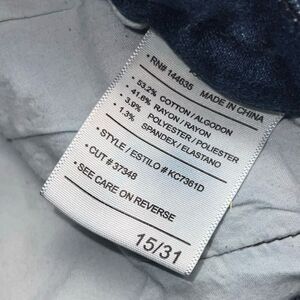 • RN# 144635
MADE IN CHINA
• 53.2% COTTON / ALGODON
• 41.6% RAYON / RAYON
• 3.9% POLYESTER / POLIESTER
• 1.3% SPANDEX / ELASTANO
• STYLE / ESTILO # KC7361D
• CUT # 37348
• SEE CARE ON REVERSE
15/31